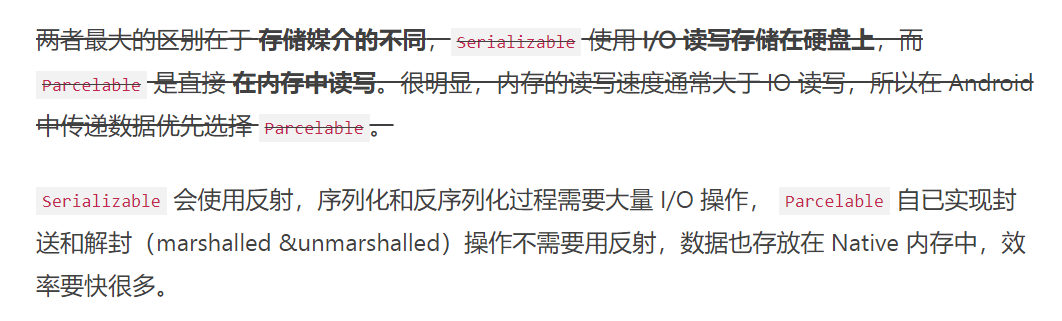 两者最大的区别在于 存储媒介的不同，Serializable 使用 I/O 读写存储在硬盘上，而
Parcelable 是直接 在内存中读写。很明显，内存的读写速度通常大于 IO 读写，所以在 Android
中传递数据优先选择 Parcelable。
Serializable 会使用反射，序列化和反序列化过程需要大量 I/O 操作， Parcelable 自已实现封
送和解封（marshalled &unmarshalled）操作不需要用反射，数据也存放在 Native 内存中，效
率要快很多。